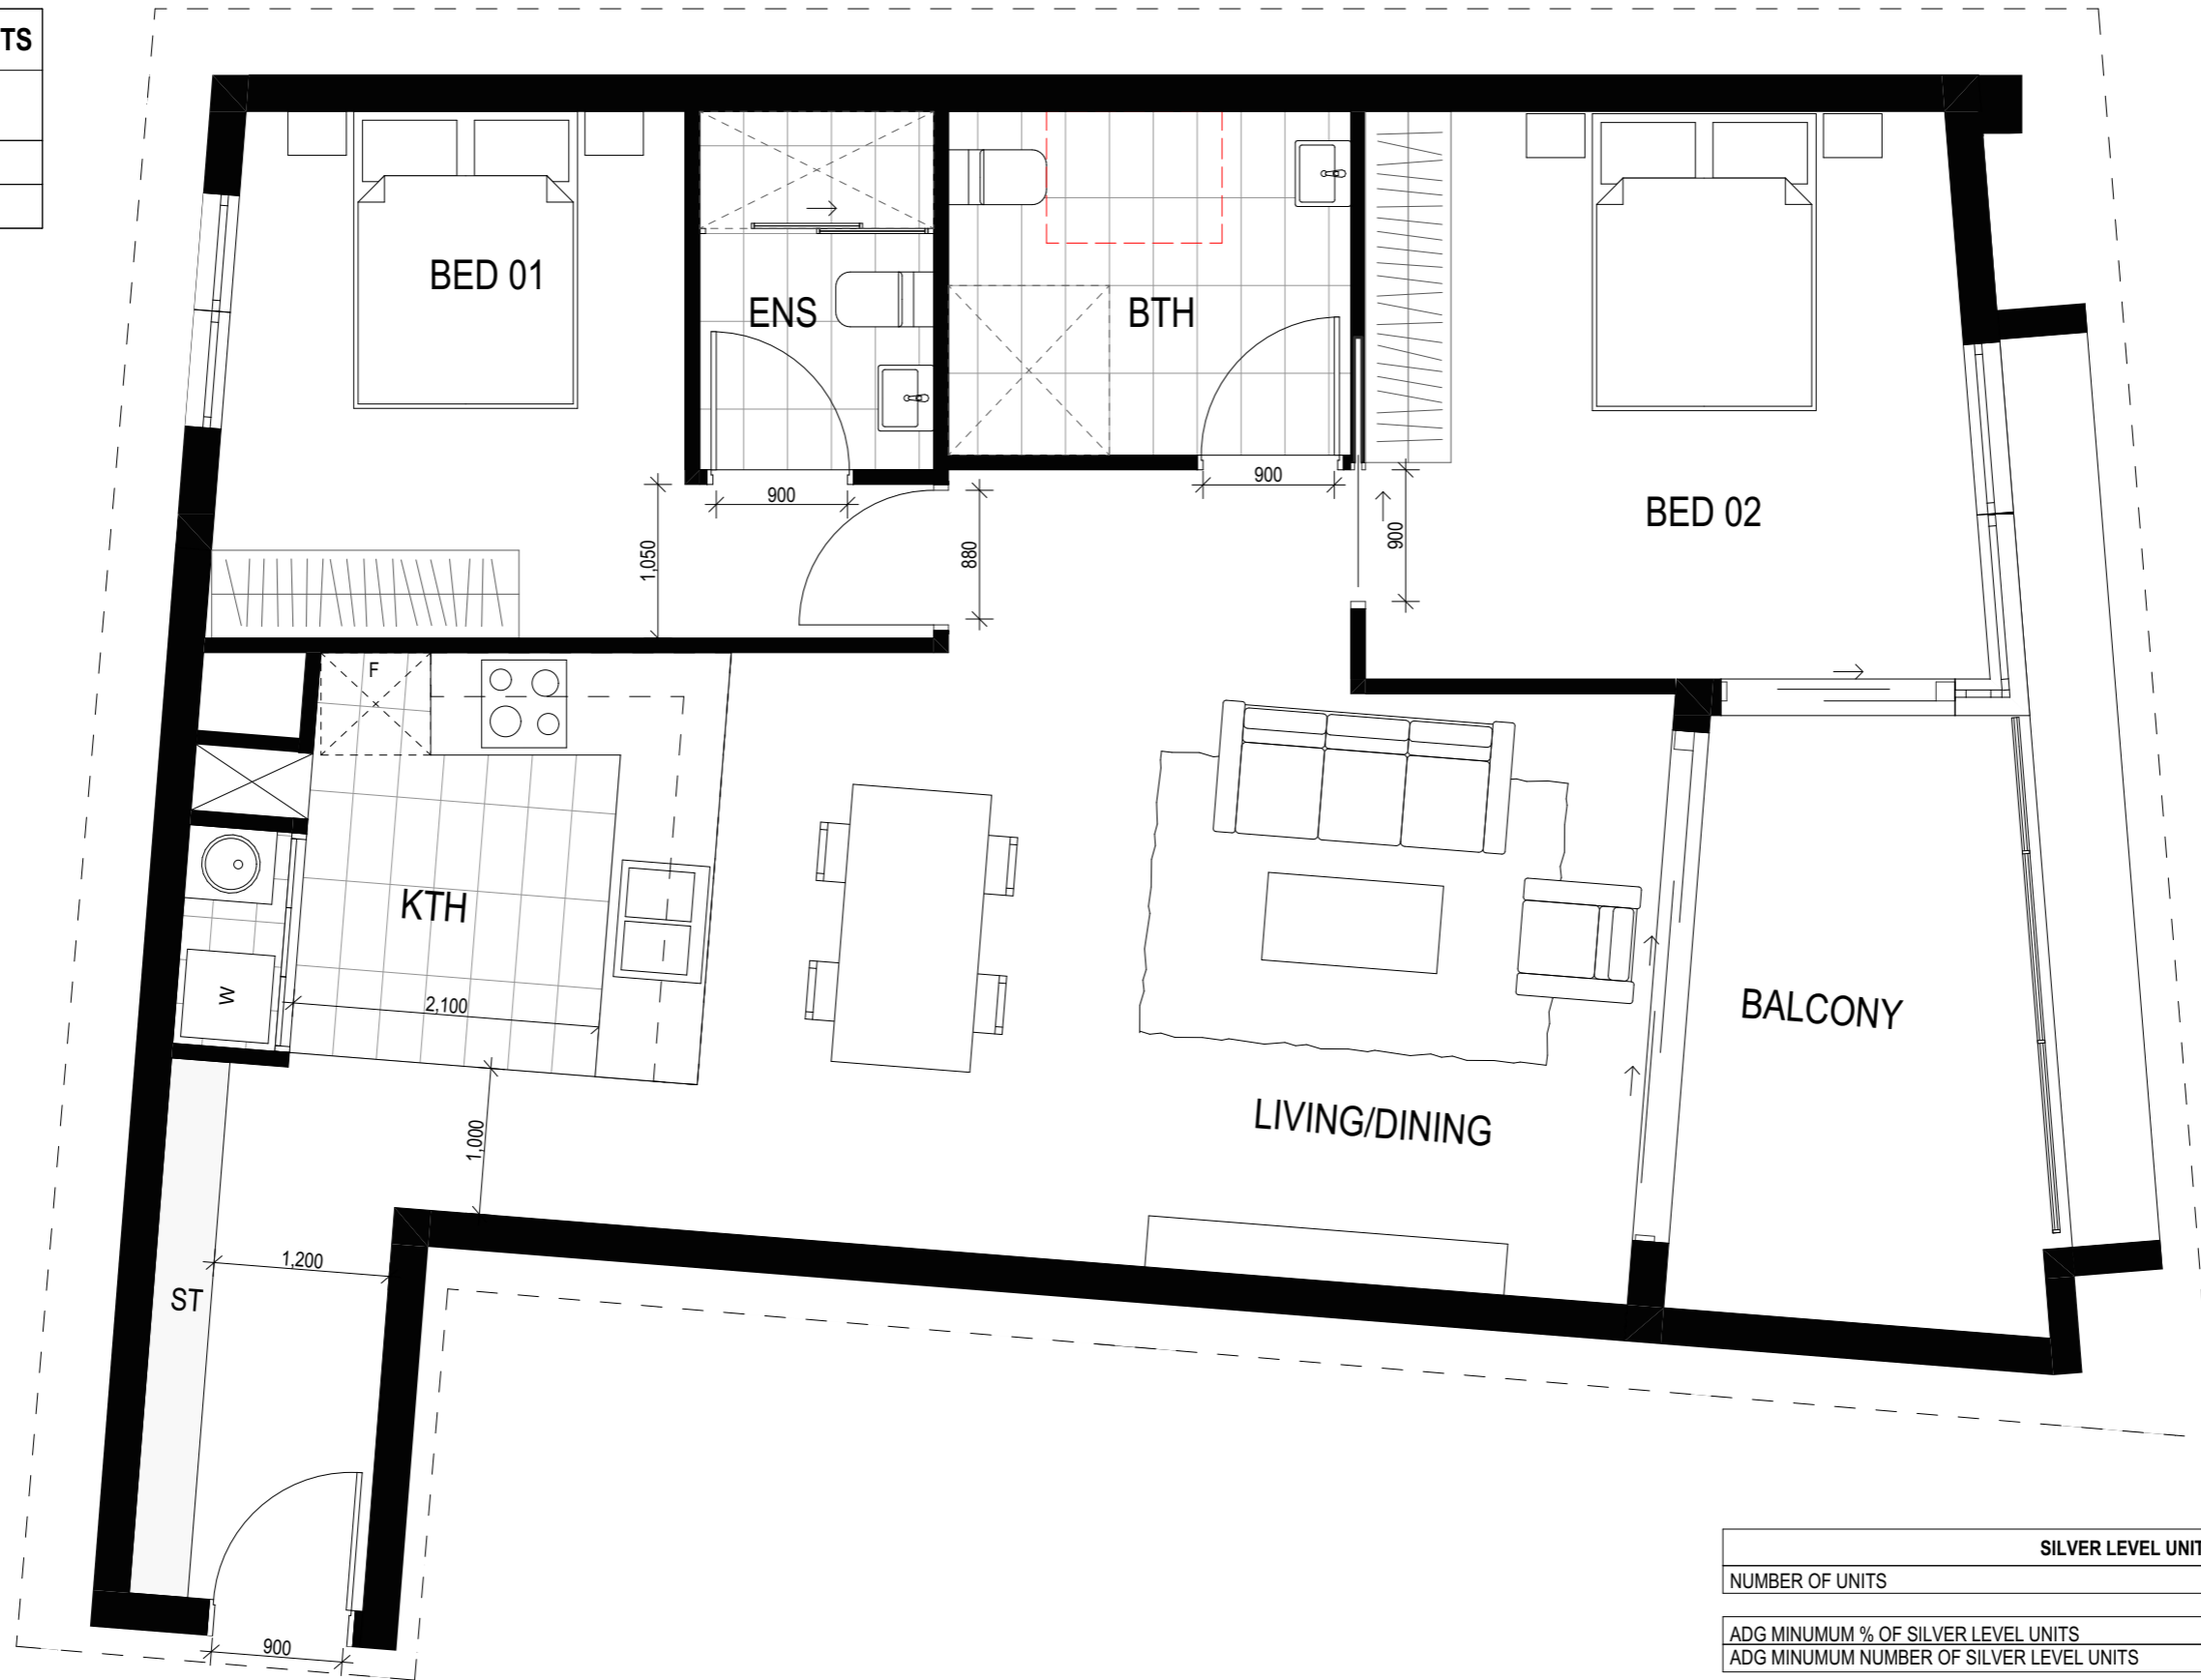 TS
BED 01
ENS
BTH
BED 02
900
900
1,050
880
900
F
KTH
W
2,100
BALCONY
LIVING/DINING
1,000
1,200
ST
900
SILVER LEVEL UNIT
NUMBER OF UNITS
ADG MINUMUM % OF SILVER LEVEL UNITS
ADG MINUMUM NUMBER OF SILVER LEVEL UNITS